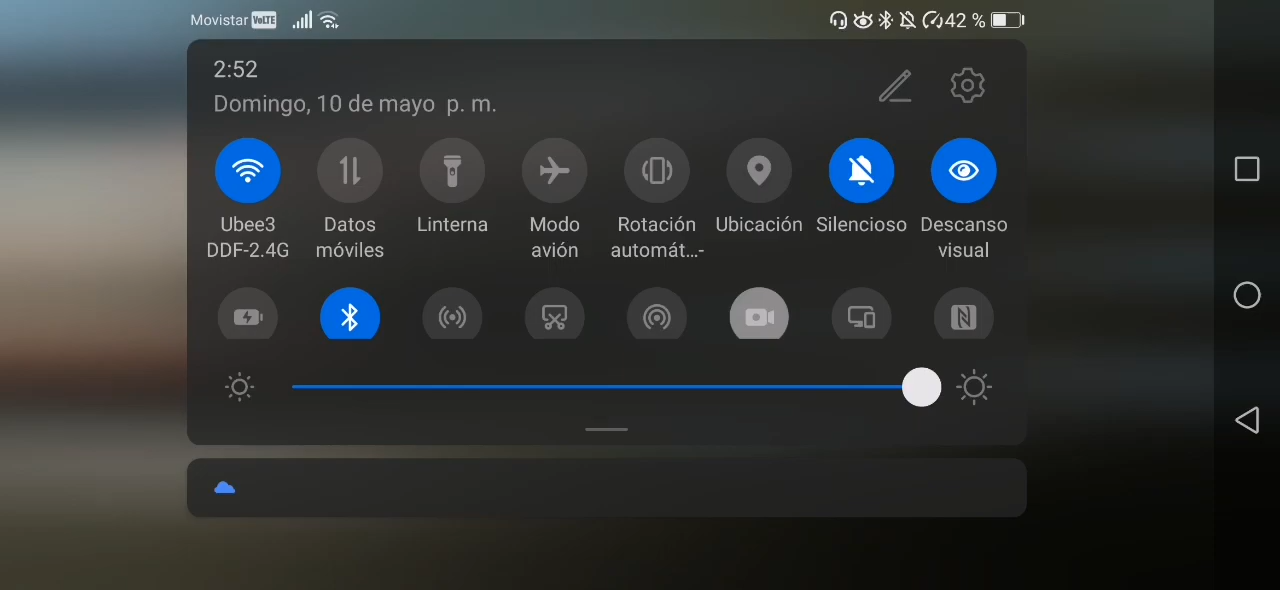 Movistar VoLTE 42 %
2:52
Domingo, 10 de mayo p. m.
Ubee3 Datos Linterna Modo Rotación Ubicación Silencioso Descanso
DDF-2.4G móviles avión automát...- visual